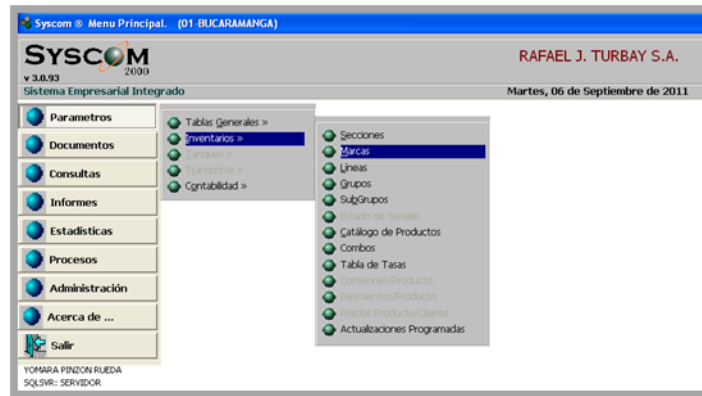 Syscom ® Menu Principal. (01-BUCARAMANGA)
SYSCOM
2000
v 3.0.93
RAFAEL J. TURBAY S.A.
Sistema Empresarial Integrado
Martes, 06 de Septiembre de 2011
Parametros
Documentos
Consultas
Informes
Estadísticas
Procesos
Administración
Acerca de ...
Salir
Tablas Generales »
Inventarios »
Tanques »
Transporte »
Contabilidad »
Secciones
Marcas
Líneas
Grupos
SubGrupos
Estado de Seriales
Catálogo de Productos
Combos
Tabla de Tasas
Comisiones/Producto
Descuentos/Producto
Precios Producto/Cliente
Actualizaciones Programadas
YOMARA PINZON RUEDA
SQLSVR: SERVIDOR